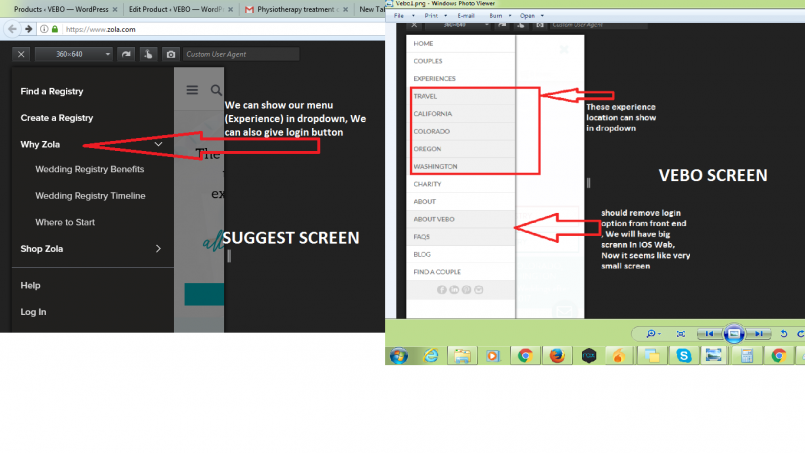 Products ‹ VEBO — WordPress
Edit Product ‹ VEBO — WordP
Physiotherapy treatment
New Ta
https://www.zola.com
360×640
Custom User Agent
Find a Registry
Create a Registry
Why Zola
Wedding Registry Benefits
Wedding Registry Timeline
Where to Start
Shop Zola
Help
Log In
The
ex
all
We can show our menu
(Experience) in dropdown, We
can also give login button
SUGGEST SCREEN
Vebo1.png - Windows Photo Viewer
File
Print
E-mail
Burn
Open
360×640
Custom User Agent
HOME
COUPLES
EXPERIENCES
TRAVEL
CALIFORNIA
COLORADO
OREGON
WASHINGTON
CHARITY
ABOUT
ABOUT VEBO
FAQS
BLOG
FIND A COUPLE
These experience
location can show
in dropdown
VEBO SCREEN
should remove login
option from front end
, We will have big
screnn in IOS Web,
Now it seems like very
small screen